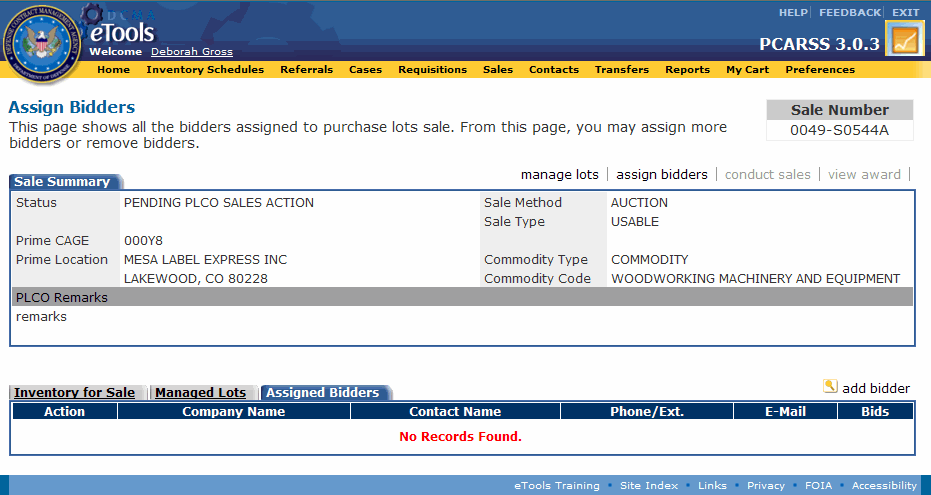 HELP FEEDBACK EXIT
eTools
Welcome Deborah Gross
PCARSS 3.0.3
Home Inventory Schedules Referrals Cases Requisitions Sales Contacts Transfers Reports My Cart Preferences
Assign Bidders
This page shows all the bidders assigned to purchase lots sale. From this page, you may assign more
bidders or remove bidders.
Sale Number
0049-S0544A
manage lots assign bidders conduct sales view award
Sale Summary
Status PENDING PLCO SALES ACTION Sale Method AUCTION
Sale Type USABLE
Prime CAGE 000Y8
Prime Location MESA LABEL EXPRESS INC Commodity Type COMMODITY
LAKEWOOD, CO 80228 Commodity Code WOODWORKING MACHINERY AND EQUIPMENT
PLCO Remarks
remarks
Inventory for Sale Managed Lots Assigned Bidders add bidder
Action Company Name Contact Name Phone/Ext. E-Mail Bids
No Records Found.
eTools Training • Site Index • Links • Privacy • FOIA • Accessibility